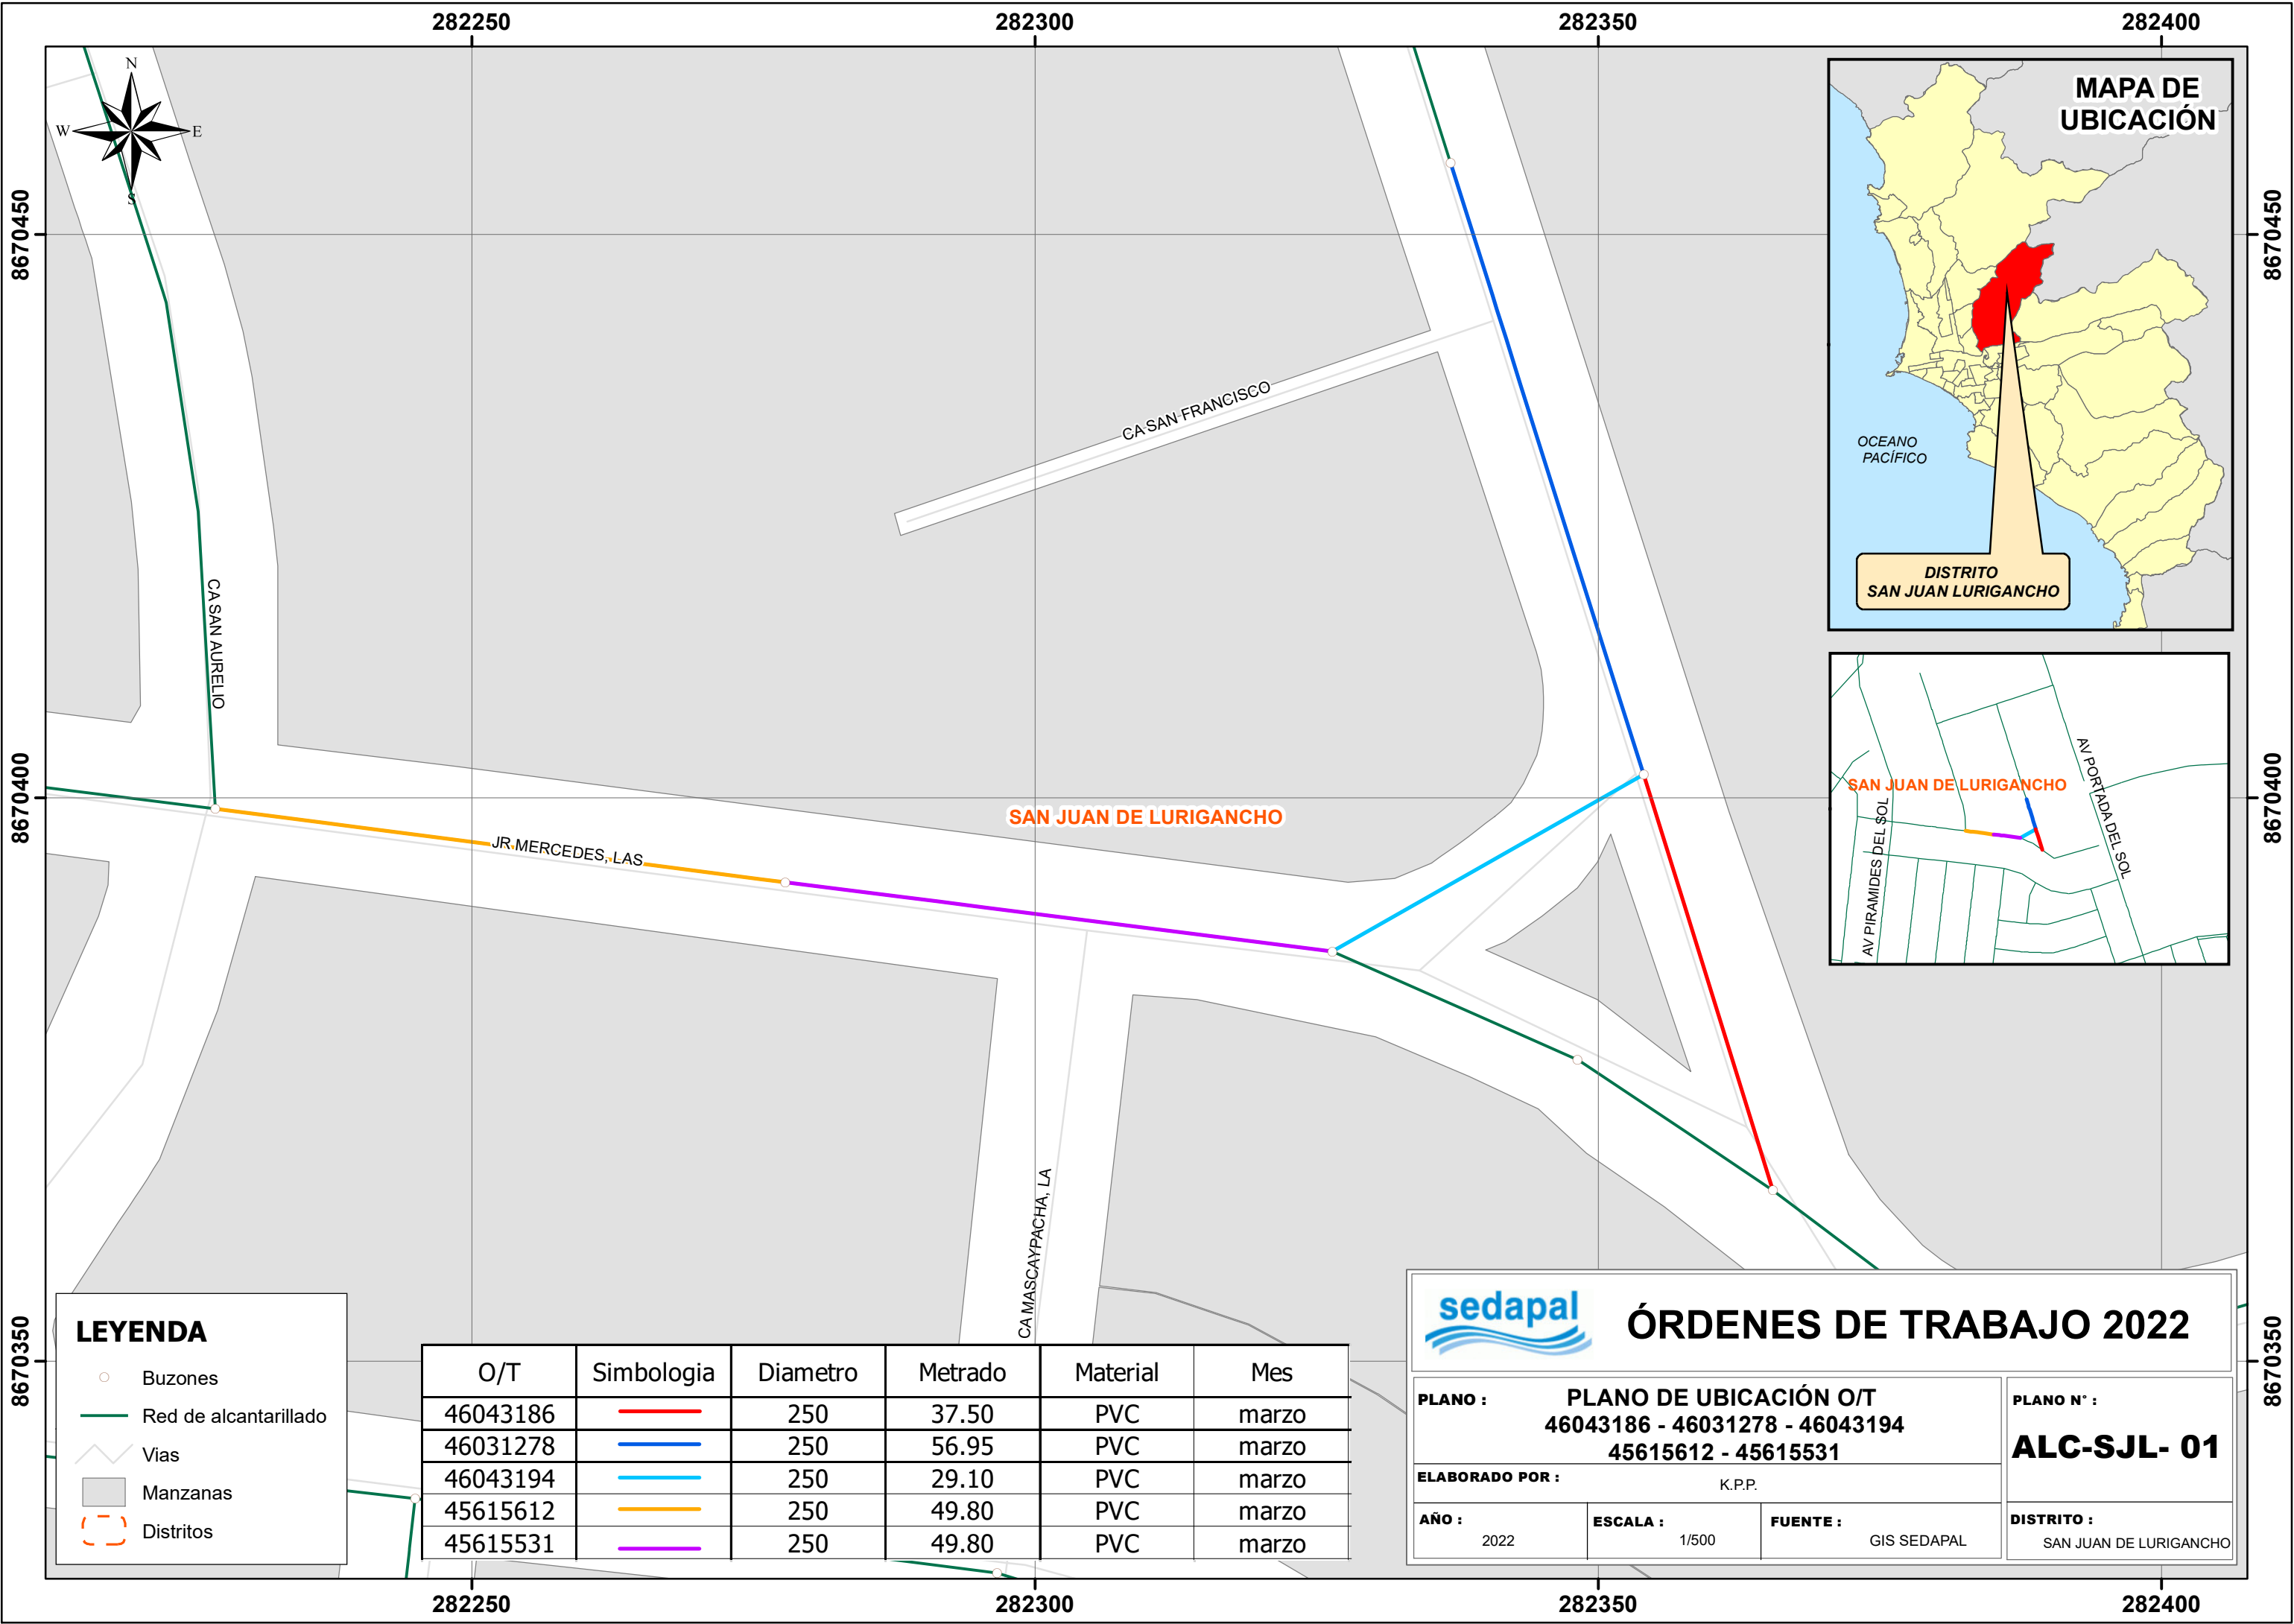 282250 282300 282350 282400
8670450
8670400
8670350
8670450
8670400
8670350
N
W E
S
CA SAN AURELIO
CA SAN FRANCISCO
JR MERCEDES, LAS
SAN JUAN DE LURIGANCHO
CA MASCAYPACHA, LA
MAPA DE
UBICACIÓN
OCEANO
PACÍFICO
DISTRITO
SAN JUAN LURIGANCHO
SAN JUAN DE LURIGANCHO
AV PIRAMIDES DEL SOL
AV PORTADA DEL SOL
LEYENDA
Buzones
Red de alcantarillado
Vias
Manzanas
Distritos
O/T Simbologia Diametro Metrado Material Mes
46043186 250 37.50 PVC marzo
46031278 250 56.95 PVC marzo
46043194 250 29.10 PVC marzo
45615612 250 49.80 PVC marzo
45615531 250 49.80 PVC marzo
sedapal
ÓRDENES DE TRABAJO 2022
PLANO : PLANO DE UBICACIÓN O/T
46043186 - 46031278 - 46043194
45615612 - 45615531
PLANO N° :
ALC-SJL- 01
ELABORADO POR : K.P.P.
AÑO : 2022
ESCALA : 1/500
FUENTE : GIS SEDAPAL
DISTRITO :
SAN JUAN DE LURIGANCHO
282250 282300 282350 282400